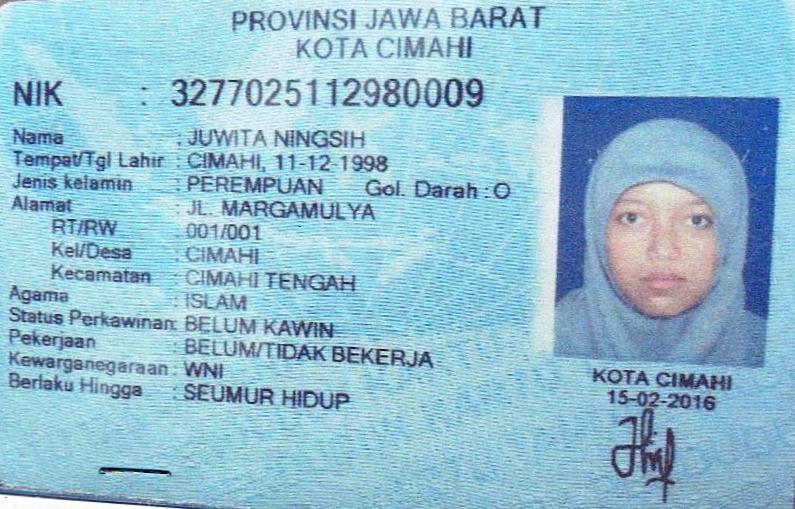 PROVINSI JAWA BARAT
KOTA CIMAHI
NIK : 3277025112980009
Nama : JUWITA NINGSIH
Tempat/Tgl Lahir : CIMAHI, 11-12-1998
Jenis kelamin : PEREMPUAN Gol. Darah : O
Alamat : JL. MARGAMULYA
RT/RW : 001/001
Kel/Desa : CIMAHI
Kecamatan : CIMAHI TENGAH
Agama : ISLAM
Status Perkawinan: BELUM KAWIN
Pekerjaan : BELUM/TIDAK BEKERJA
Kewarganegaraan : WNI
Berlaku Hingga : SEUMUR HIDUP
KOTA CIMAHI
15-02-2016